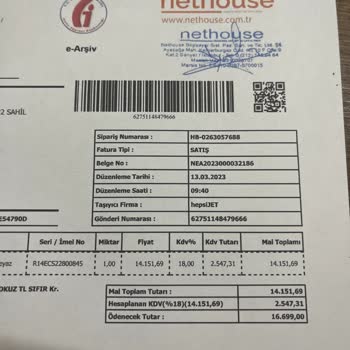 nethouse
www.nethouse.com.tr
e-Arşiv
nethouse
62751148479666
2 SAHİL
Sipariş Numarası : HB-0263057688
Fatura Tipi : SATIŞ
Belge No : NEA2023000032186
Düzenleme Tarihi : 13.03.2023
Düzenleme Saati : 09:40
Taşıyıcı Firma : hepsiJET
Gönderi Numarası : 62751148479666
E54790D
Seri / İmei No Miktar Fiyat Kdv% Kdv Tutarı Mal Toplamı
eyaz R14ECS22800845 1,00 14.151,69 18,00 2.547,31 14.151,69
OKUZ TL SIFIR Kr.
Mal Toplam Tutarı : 14.151,69
Hesaplanan KDV(%18)(14.151,69) 2.547,31
Ödenecek Tutar : 16.699,00